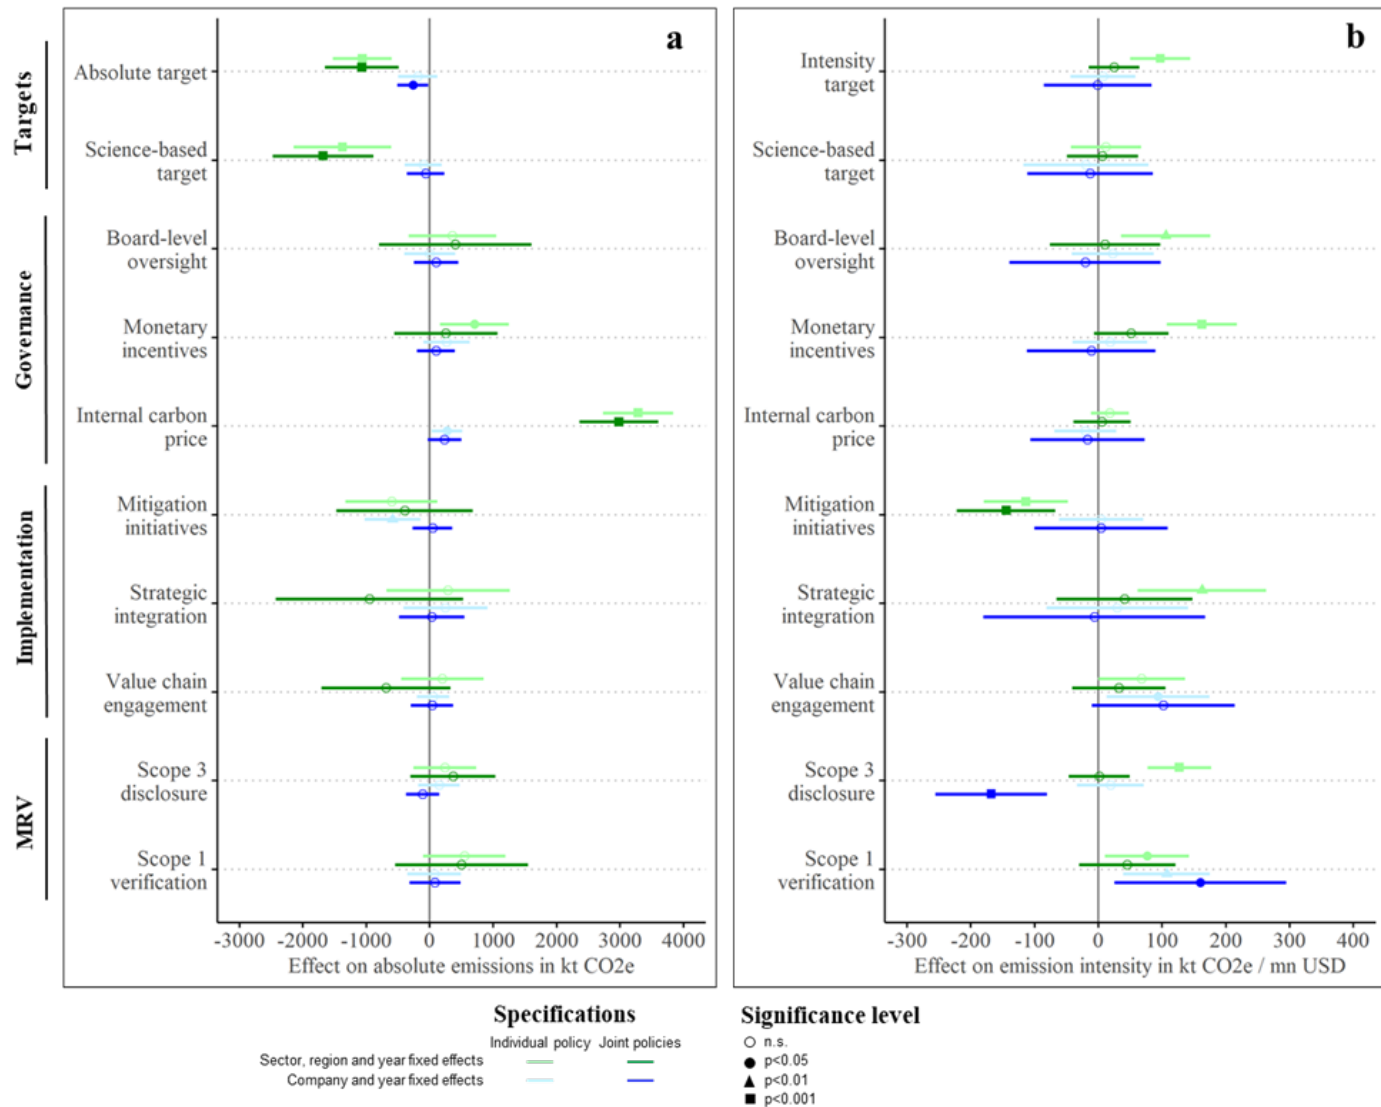 a
b
Targets
Governance
Implementation
MRV
Absolute target
Science-based
target
Board-level
oversight
Monetary
incentives
Internal carbon
price
Mitigation
initiatives
Strategic
integration
Value chain
engagement
Scope 3
disclosure
Scope 1
verification
-3000 -2000 -1000 0 1000 2000 3000 4000
Effect on absolute emissions in kt CO2e
Intensity
target
Science-based
target
Board-level
oversight
Monetary
incentives
Internal carbon
price
Mitigation
initiatives
Strategic
integration
Value chain
engagement
Scope 3
disclosure
Scope 1
verification
-300 -200 -100 0 100 200 300 400
Effect on emission intensity in kt CO2e / mn USD
Specifications
Individual policy Joint policies
Sector, region and year fixed effects
Company and year fixed effects
Significance level
n.s.
p<0.05
p<0.01
p<0.001